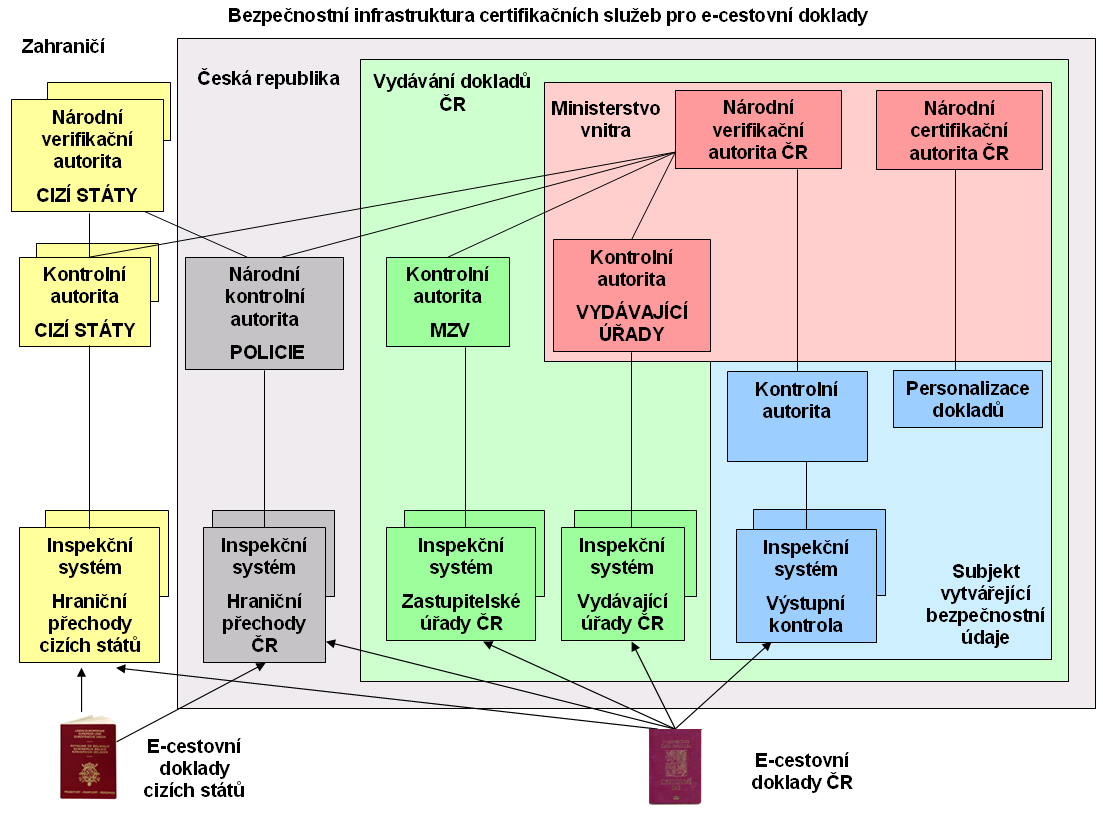 Bezpečnostní infrastruktura certifikačních služeb pro e-cestovní doklady
Zahraničí
Česká republika
Vydávání dokladů
ČR
Ministerstvo
vnitra
Národní
verifikační
autorita
CIZÍ STÁTY
Národní
verifikační
autorita ČR
Národní
certifikační
autorita ČR
Kontrolní
autorita
CIZÍ STÁTY
Národní
kontrolní
autorita
POLICIE
Kontrolní
autorita
MZV
Kontrolní
autorita
VYDÁVAJÍCÍ
ÚŘADY
Kontrolní
autorita
Personalizace
dokladů
Inspekční
systém
Hraniční
přechody
cizích států
Inspekční
systém
Hraniční
přechody
ČR
Inspekční
systém
Zastupitelské
úřady ČR
Inspekční
systém
Vydávající
úřady ČR
Inspekční
systém
Výstupní
kontrola
Subjekt
vytvářející
bezpečnostní
údaje
E-cestovní
doklady
cizích států
E-cestovní
doklady ČR